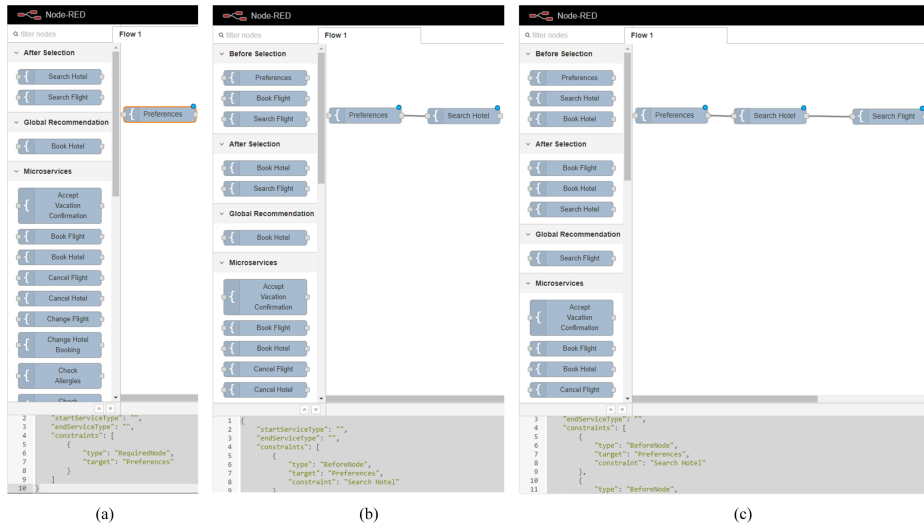 Node-RED
filter nodes
Flow 1
After Selection
Search Hotel
Search Flight
Global Recommendation
Book Hotel
Microservices
Accept
Vacation
Confirmation
Book Flight
Book Hotel
Cancel Flight
Cancel Hotel
Change Flight
Change Hotel
Booking
Check
Allergies
Check
Preferences
2 "startServiceType": "",
3 "endServiceType": "",
4 "constraints": [
5 {
6 "type": "RequiredNode",
7 "target": "Preferences"
8 }
9 ]
10 }
(a)
Node-RED
filter nodes
Flow 1
Before Selection
Preferences
Book Flight
Search Flight
After Selection
Book Hotel
Search Flight
Global Recommendation
Book Hotel
Microservices
Accept
Vacation
Confirmation
Book Flight
Book Hotel
Cancel Flight
Cancel Hotel
Preferences
Search Hotel
1 {
2 "startServiceType": "",
3 "endServiceType": "",
4 "constraints": [
5 {
6 "type": "BeforeNode",
7 "target": "Preferences",
8 "constraint": "Search Hotel"
9 }
(b)
Node-RED
filter nodes
Flow 1
Before Selection
Preferences
Search Hotel
Book Hotel
After Selection
Book Flight
Book Hotel
Search Hotel
Global Recommendation
Search Flight
Microservices
Accept
Vacation
Confirmation
Book Flight
Book Hotel
Cancel Flight
Preferences
Search Hotel
Search Flight
3 "endServiceType": "",
4 "constraints": [
5 {
6 "type": "BeforeNode",
7 "target": "Preferences",
8 "constraint": "Search Hotel"
9 },
10 {
11 "type": "BeforeNode",
(c)